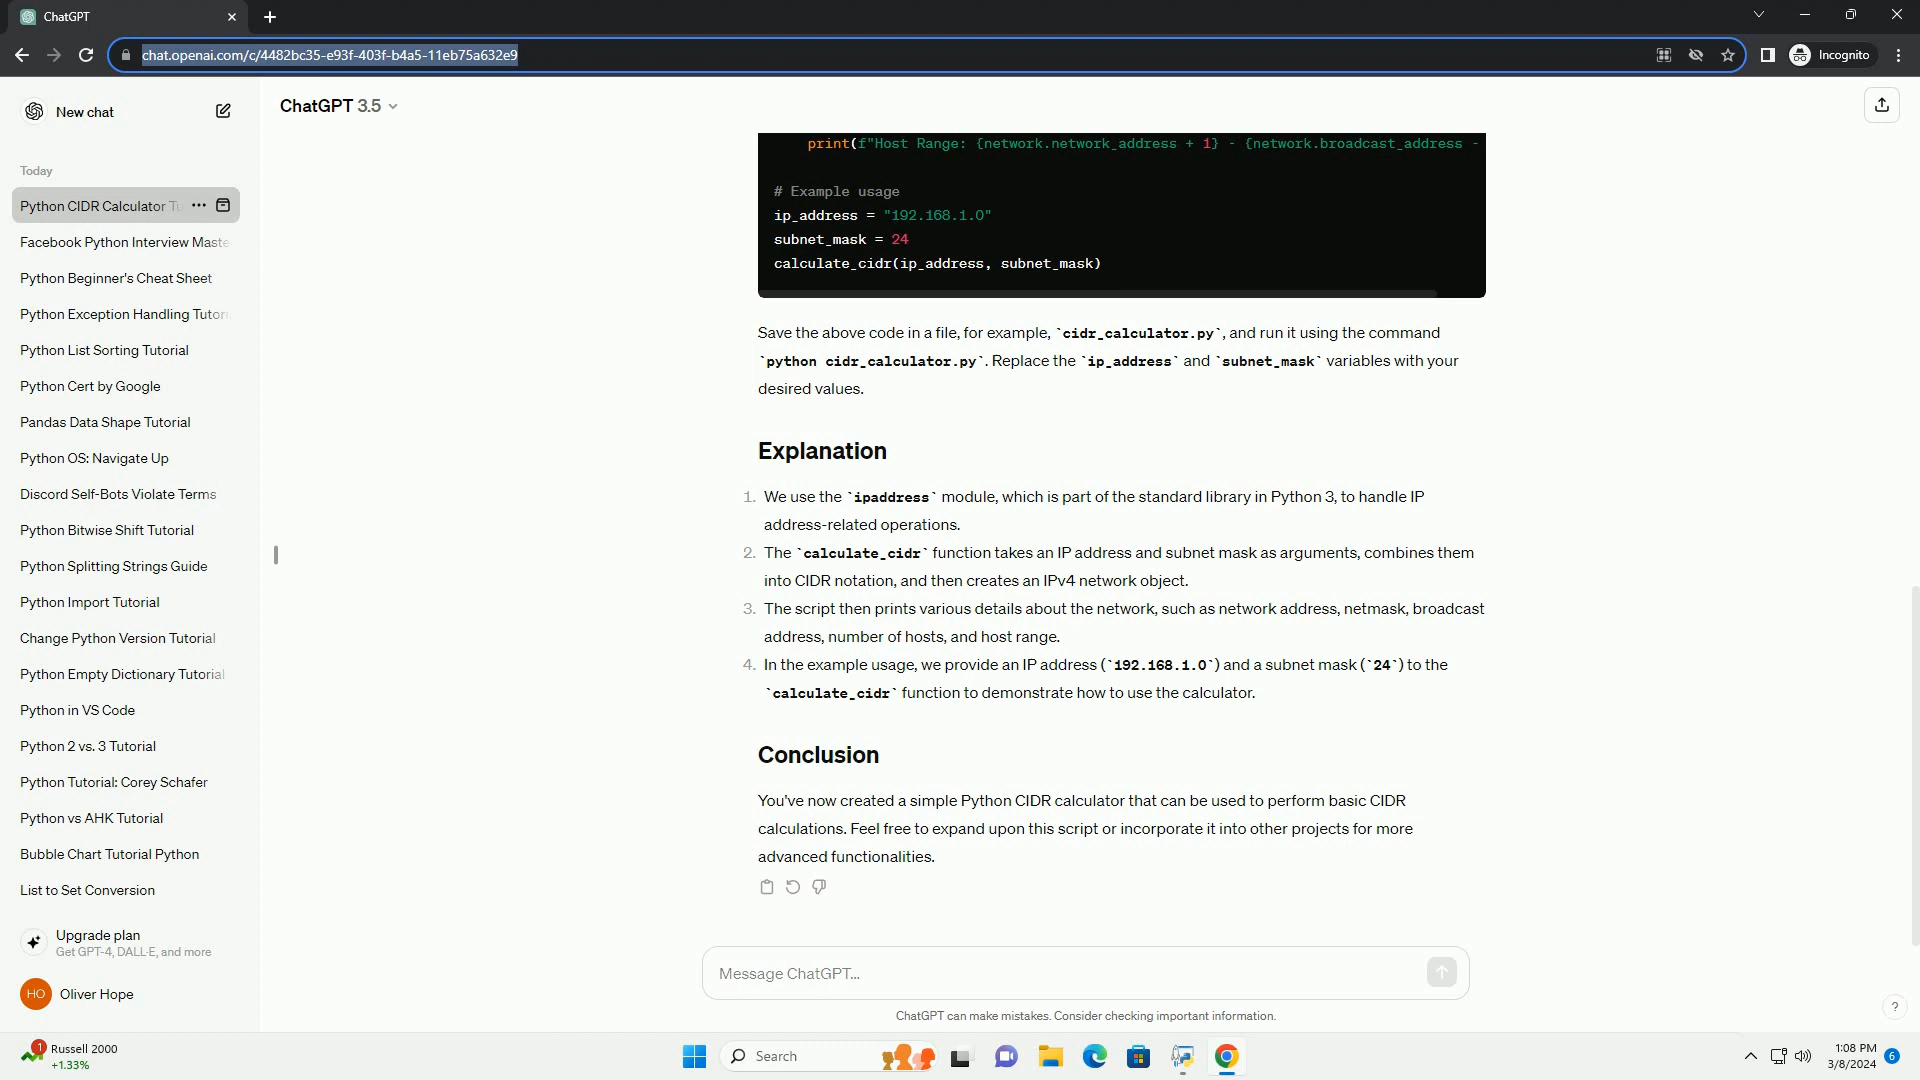 ChatGPT
chat.openai.com/c/4482bc35-e93f-403f-b4a5-11eb75a632e9
Incognito
New chat
ChatGPT 3.5
Today
Python CIDR Calculator Tu
Facebook Python Interview Maste
Python Beginner's Cheat Sheet
Python Exception Handling Tutori
Python List Sorting Tutorial
Python Cert by Google
Pandas Data Shape Tutorial
Python OS: Navigate Up
Discord Self-Bots Violate Terms
Python Bitwise Shift Tutorial
Python Splitting Strings Guide
Python Import Tutorial
Change Python Version Tutorial
Python Empty Dictionary Tutorial
Python in VS Code
Python 2 vs. 3 Tutorial
Python Tutorial: Corey Schafer
Python vs AHK Tutorial
Bubble Chart Tutorial Python
List to Set Conversion
Upgrade plan
Get GPT-4, DALL·E, and more
HO Oliver Hope
print(f"Host Range: {network.network_address + 1} - {network.broadcast_address -
# Example usage
ip_address = "192.168.1.0"
subnet_mask = 24
calculate_cidr(ip_address, subnet_mask)
Save the above code in a file, for example, `cidr_calculator.py`, and run it using the command
`python cidr_calculator.py`. Replace the `ip_address` and `subnet_mask` variables with your
desired values.
Explanation
1. We use the `ipaddress` module, which is part of the standard library in Python 3, to handle IP
address-related operations.
2. The `calculate_cidr` function takes an IP address and subnet mask as arguments, combines them
into CIDR notation, and then creates an IPv4 network object.
3. The script then prints various details about the network, such as network address, netmask, broadcast
address, number of hosts, and host range.
4. In the example usage, we provide an IP address (`192.168.1.0`) and a subnet mask (`24`) to the
`calculate_cidr` function to demonstrate how to use the calculator.
Conclusion
You've now created a simple Python CIDR calculator that can be used to perform basic CIDR
calculations. Feel free to expand upon this script or incorporate it into other projects for more
advanced functionalities.
Message ChatGPT...
ChatGPT can make mistakes. Consider checking important information.
?
1
Russell 2000
+1.33%
Search
1:08 PM
3/8/2024
6